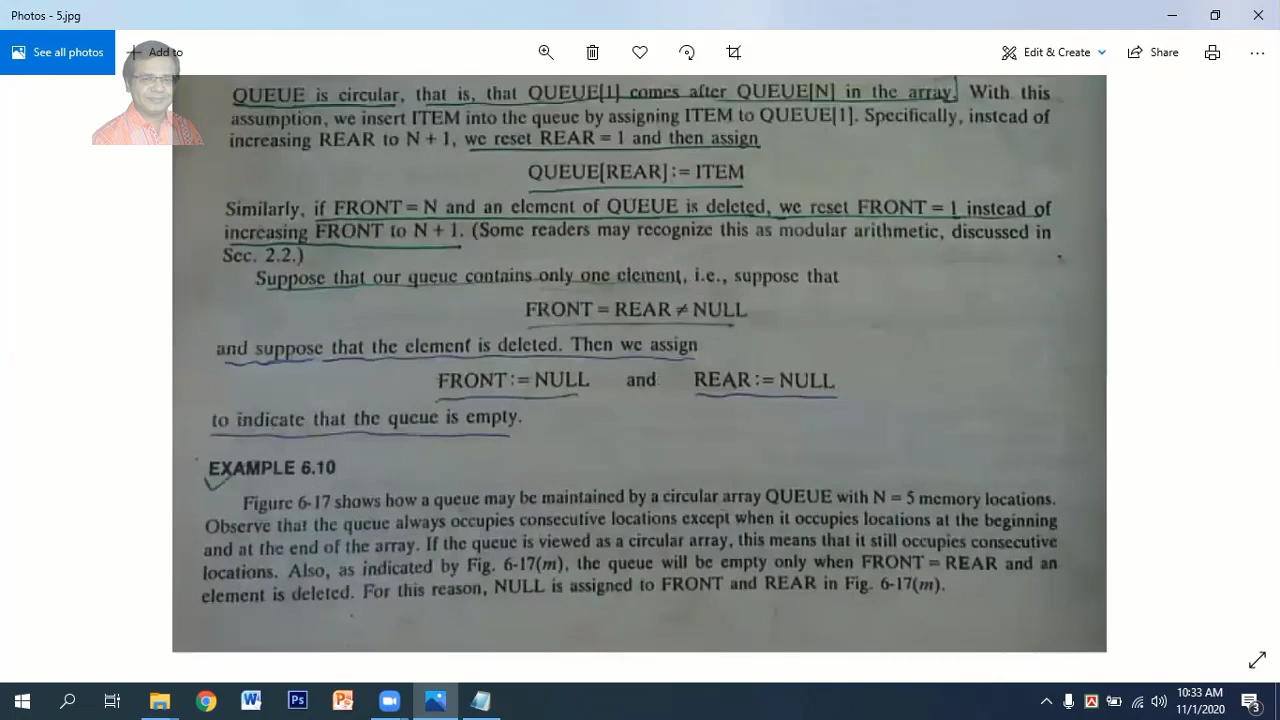 Photos - 5.jpg
See all photos
Add to
Edit & Create
Share
QUEUE is circular, that is, that QUEUE[1] comes after QUEUE[N] in the array. With this
assumption, we insert ITEM into the queue by assigning ITEM to QUEUE[1]. Specifically, instead of
increasing REAR to N + 1, we reset REAR = 1 and then assign
QUEUE[REAR] := ITEM
Similarly, if FRONT = N and an element of QUEUE is deleted, we reset FRONT = 1 instead of
increasing FRONT to N + 1. (Some readers may recognize this as modular arithmetic, discussed in
Sec. 2.2.)
Suppose that our queue contains only one element, i.e., suppose that
FRONT = REAR ≠ NULL
and suppose that the element is deleted. Then we assign
FRONT := NULL and REAR := NULL
to indicate that the queue is empty.
EXAMPLE 6.10
Figure 6-17 shows how a queue may be maintained by a circular array QUEUE with N = 5 memory locations.
Observe that the queue always occupies consecutive locations except when it occupies locations at the beginning
and at the end of the array. If the queue is viewed as a circular array, this means that it still occupies consecutive
locations. Also, as indicated by Fig. 6-17(m), the queue will be empty only when FRONT = REAR and an
element is deleted. For this reason, NULL is assigned to FRONT and REAR in Fig. 6-17(m).
10:33 AM
11/1/2020
3